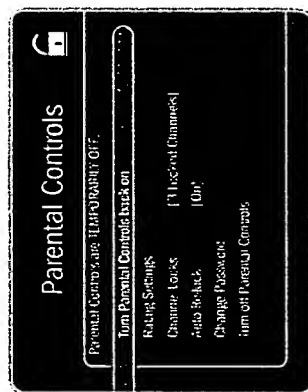 Parental Controls
Parental Controls are TEMPORARILY OFF.
Turn Parental Controls back on
Rating Settings
Channel Locks [3 Locked Channels]
Auto Relock [On]
Change Password
Turn off Parental Controls